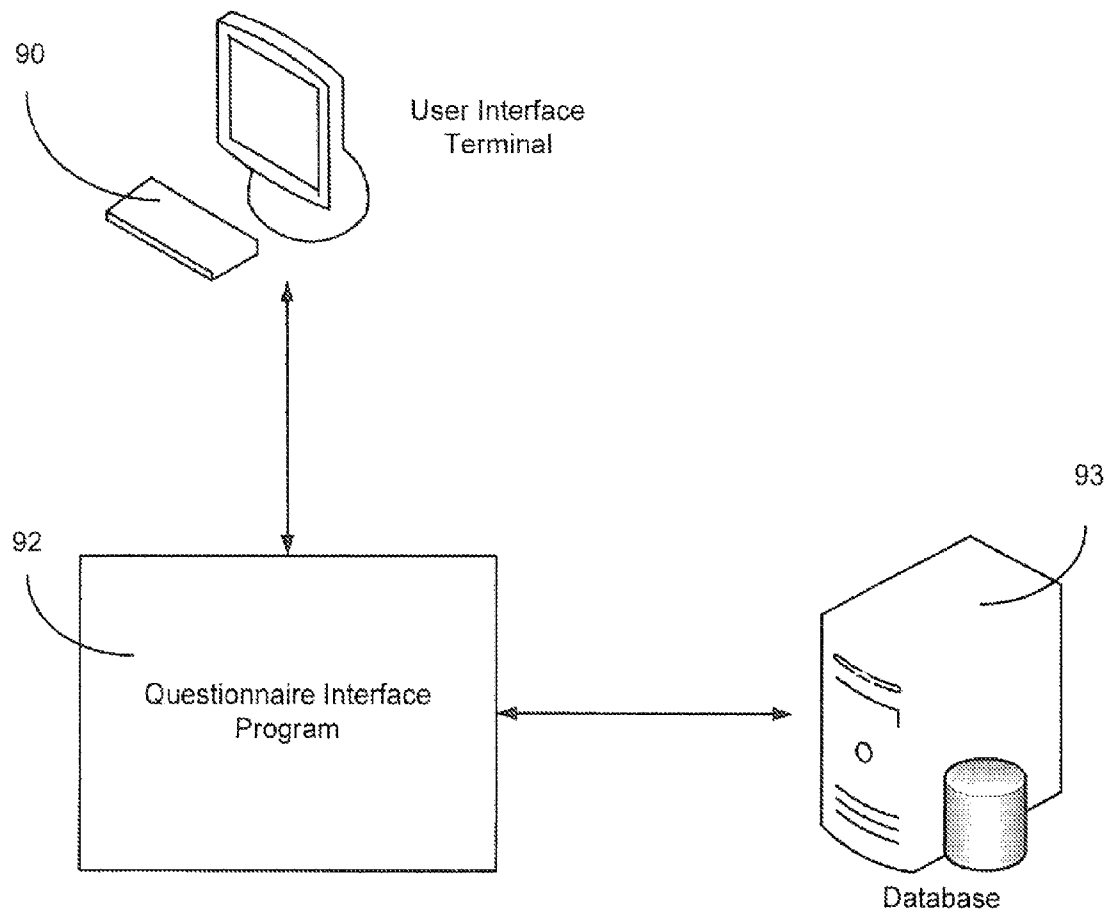 90
User Interface
Terminal
93
92
Questionnaire Interface
Program
Database